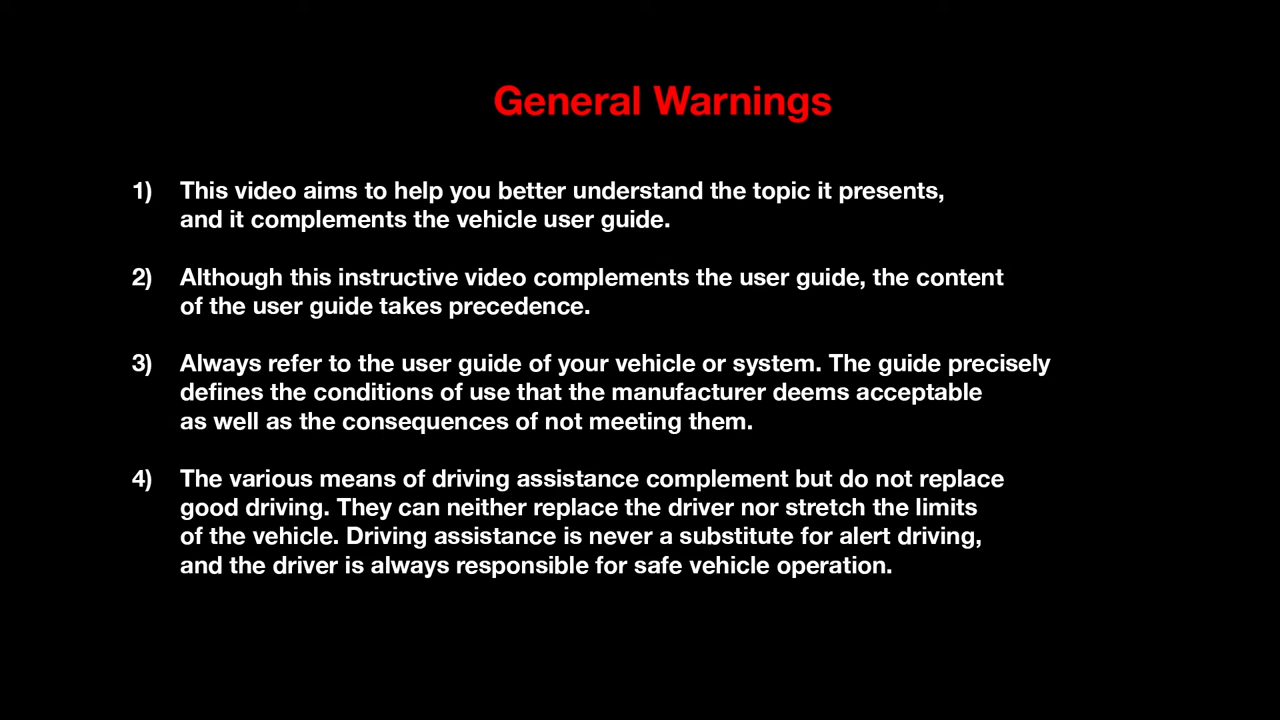 General Warnings
1) This video aims to help you better understand the topic it presents,
and it complements the vehicle user guide.
2) Although this instructive video complements the user guide, the content
of the user guide takes precedence.
3) Always refer to the user guide of your vehicle or system. The guide precisely
defines the conditions of use that the manufacturer deems acceptable
as well as the consequences of not meeting them.
4) The various means of driving assistance complement but do not replace
good driving. They can neither replace the driver nor stretch the limits
of the vehicle. Driving assistance is never a substitute for alert driving,
and the driver is always responsible for safe vehicle operation.